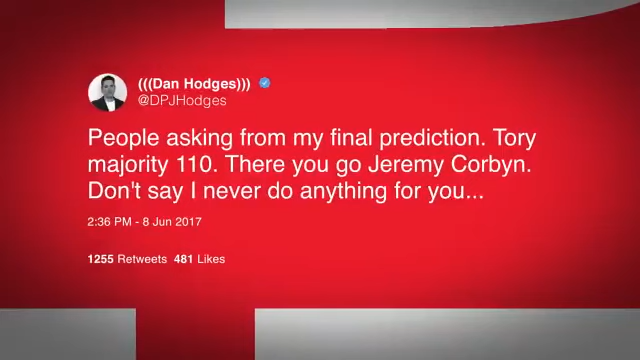 (((Dan Hodges)))
@DPJHodges
People asking from my final prediction. Tory
majority 110. There you go Jeremy Corbyn.
Don't say I never do anything for you...
2:36 PM - 8 Jun 2017
1255 Retweets 481 Likes